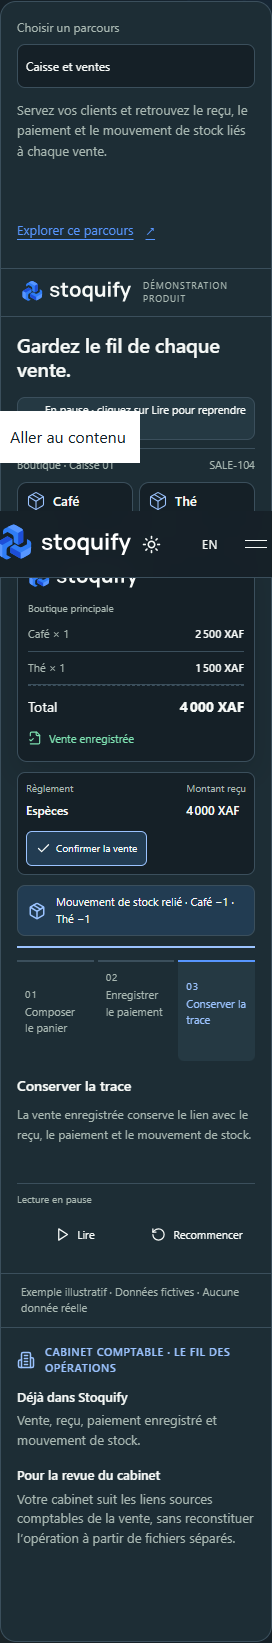 Choisir un parcours
Caisse et ventes
Servez vos clients et retrouvez le reçu, le
paiement et le mouvement de stock liés
à chaque vente.
Explorer ce parcours ↗
stoquify
DÉMONSTRATION
PRODUIT
Gardez le fil de chaque
vente.
En pause · cliquez sur Lire pour reprendre
Aller au contenu
Boutique · Caisse 01
SALE-104
Café
Thé
stoquify
EN
stoquify
Boutique principale
Café × 1
2 500 XAF
Thé × 1
1 500 XAF
Total
4 000 XAF
Vente enregistrée
Règlement
Montant reçu
Espèces
4 000 XAF
Confirmer la vente
Mouvement de stock relié · Café −1 ·
Thé −1
01
Composer
le panier
02
Enregistrer
le paiement
03
Conserver la
trace
Conserver la trace
La vente enregistrée conserve le lien avec le
reçu, le paiement et le mouvement de stock.
Lecture en pause
Lire
Recommencer
Exemple illustratif · Données fictives · Aucune
donnée réelle
CABINET COMPTABLE · LE FIL DES
OPÉRATIONS
Déjà dans Stoquify
Vente, reçu, paiement enregistré et
mouvement de stock.
Pour la revue du cabinet
Votre cabinet suit les liens sources
comptables de la vente, sans reconstituer
l'opération à partir de fichiers séparés.